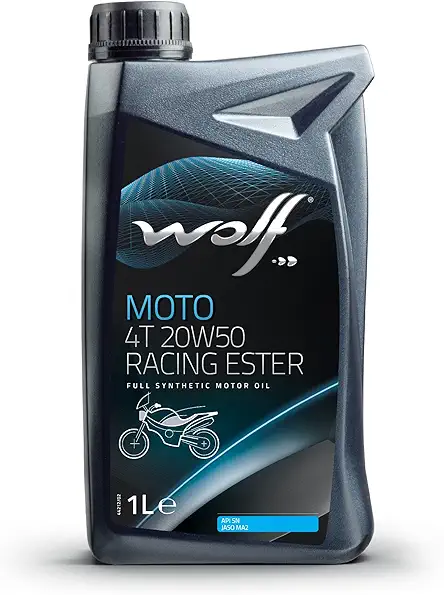 wolf
MOTO
4T 20W50
RACING ESTER
FULL SYNTHETIC MOTOR OIL
1L e
API SN
JASO MA2